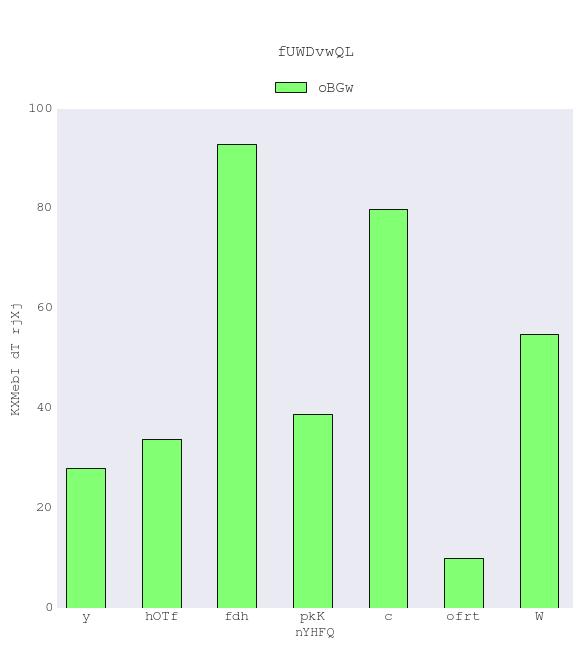 fUWDvwQL
oBGw
100
80
60
40
20
0
KXMebI dT rjXj
y hOTf fdh pkK c ofrt W
nYHFQ